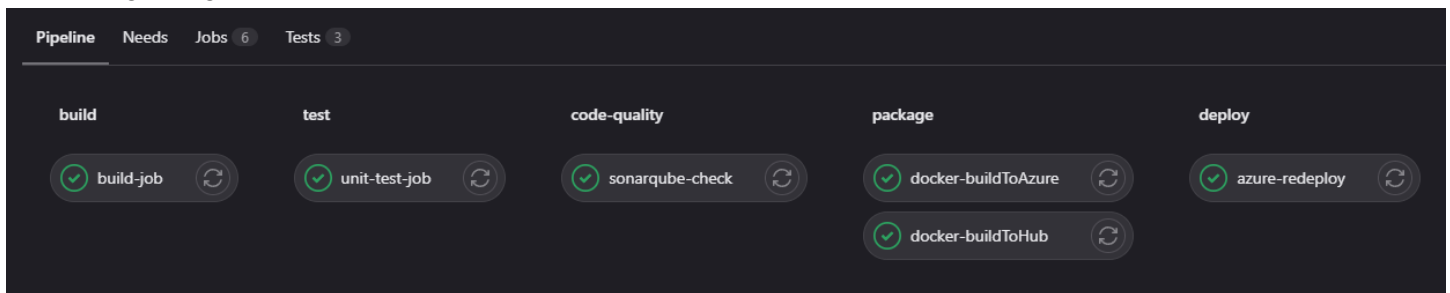 Pipeline Needs Jobs 6 Tests 3
build test code-quality package deploy
build-job unit-test-job sonarqube-check docker-buildToAzure azure-redeploy
docker-buildToHub